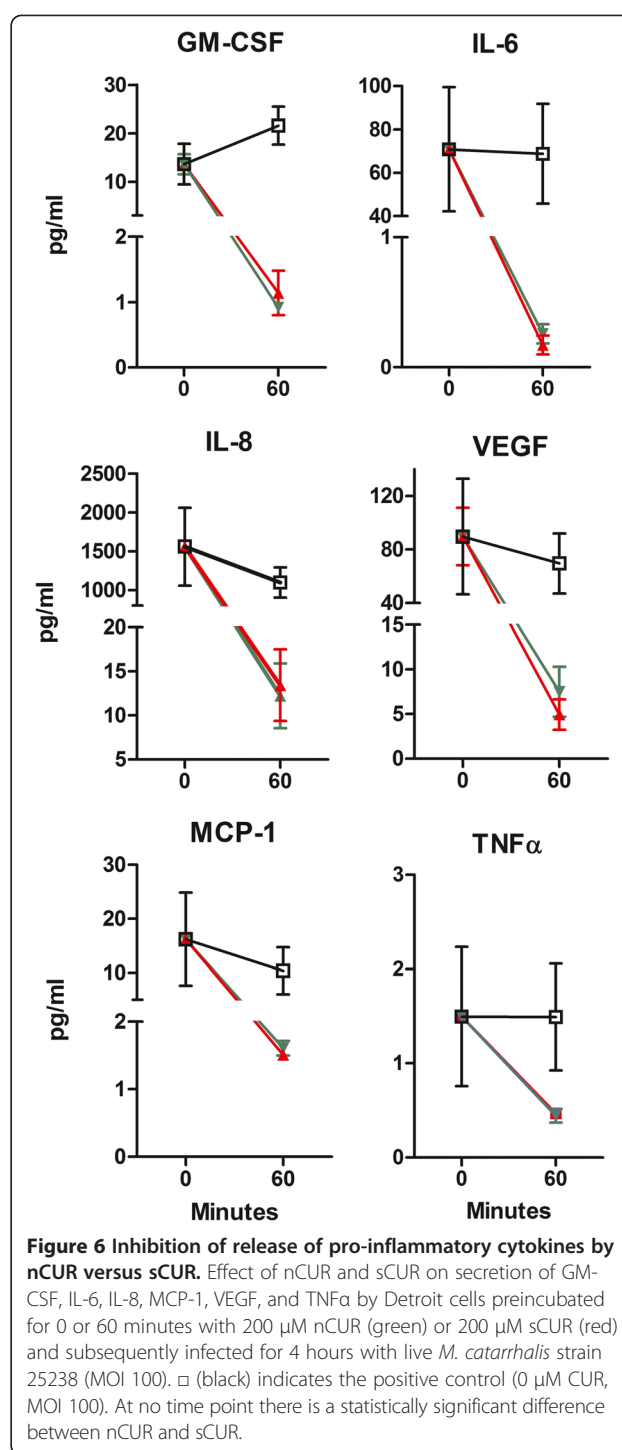 GM-CSF
IL-6
30
20
10
2
1
0
pg/ml
0
60
100
80
60
40
1
0
0
60
IL-8
VEGF
2500
2000
1500
1000
20
15
10
5
pg/ml
0
60
120
80
40
15
10
5
0
0
60
MCP-1
TNFα
30
20
10
2
1
0
pg/ml
0
60
Minutes
3
2
1
0
0
60
Minutes
Figure 6 Inhibition of release of pro-inflammatory cytokines by
nCUR versus sCUR. Effect of nCUR and sCUR on secretion of GM-
CSF, IL-6, IL-8, MCP-1, VEGF, and TNFα by Detroit cells preincubated
for 0 or 60 minutes with 200 μM nCUR (green) or 200 μM sCUR (red)
and subsequently infected for 4 hours with live M. catarrhalis strain
25238 (MOI 100). □ (black) indicates the positive control (0 μM CUR,
MOI 100). At no time point there is a statistically significant difference
between nCUR and sCUR.